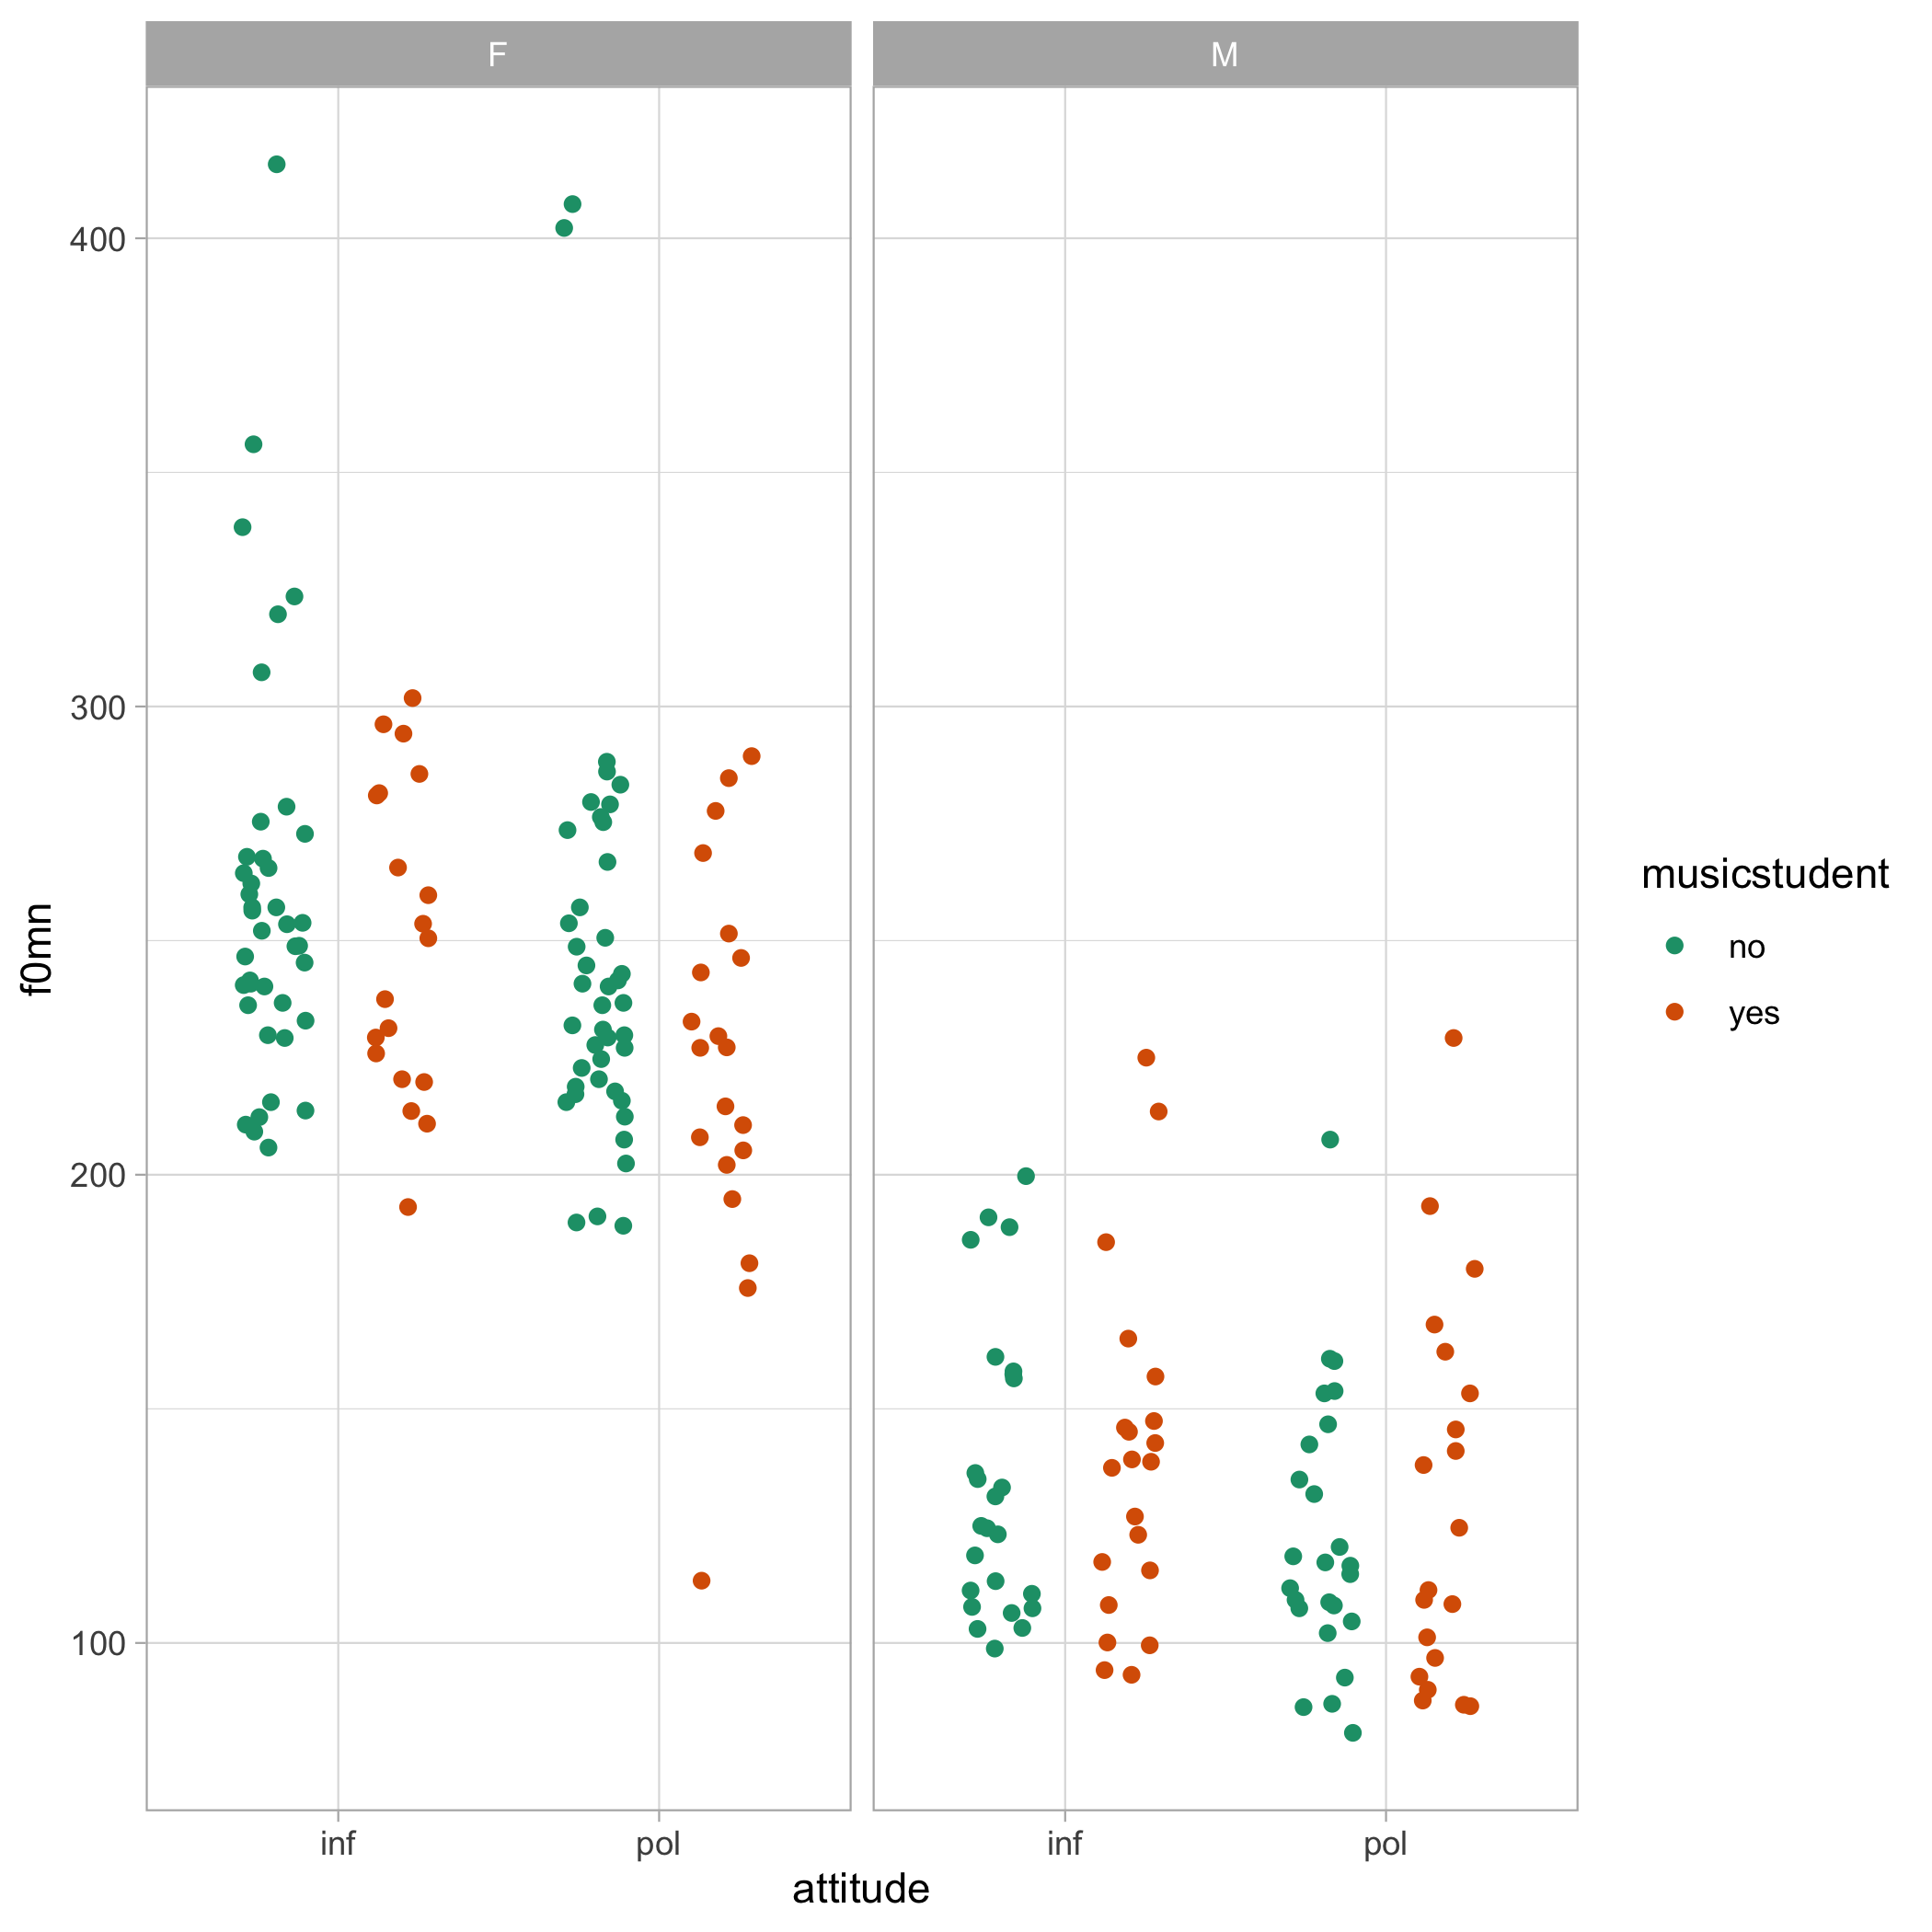 F
M
400
300
200
100
f0mn
inf
pol
inf
pol
attitude
musicstudent
no
yes